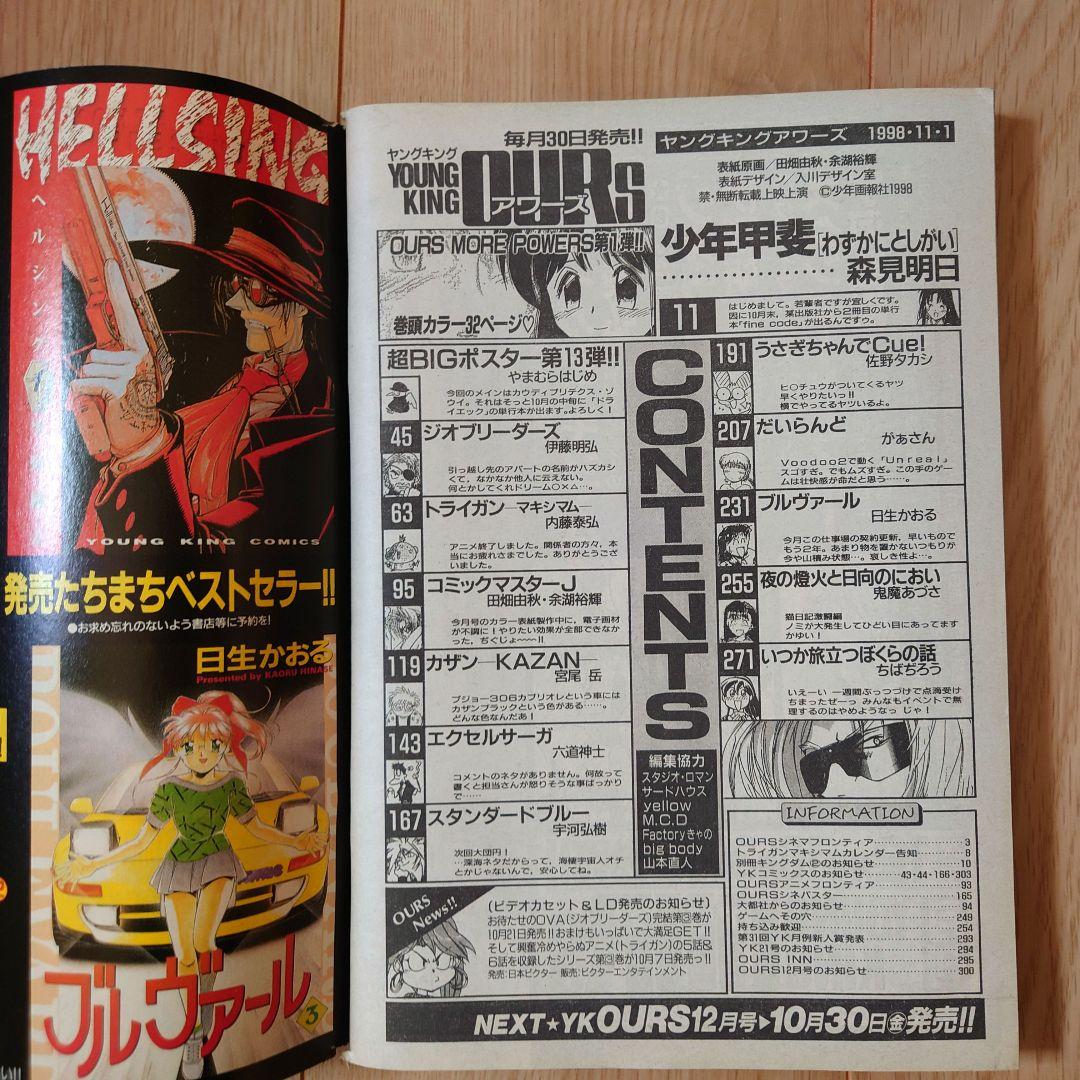 HELLSING
ヘルシング
YOUNG KING COMICS
発売たちまちベストセラー!!
●お求め忘れのないよう書店等に予約を!
日生かおる
Presented by KAORU HINASE
ブルヴァール
3
毎月30日発売!!
ヤングキング
YOUNG
KING
OURs
アワーズ
ヤングキングアワーズ 1998・11・1
表紙原画/田畑由秋・余湖裕輝
表紙デザイン/入川デザイン室
禁・無断転載上映上演 ©少年画報社1998
OURS MORE POWERS第1弾!!
巻頭カラー32ページ♡
少年甲斐[わずかにとしがい]
森見明日
11
はじめまして。若輩者ですが宜しくです。
因に10月末、某出版社から2冊目の単行
本「fine code」が出るんですゥ。
CONTENTS
超BIGポスター第13弾!!
やまむらはじめ
今回のメインはカウディプリテクス・ゾ
ウイ。それはそっと10月の中旬に「ドラ
イエック」の単行本が出ます。よろしく!
45
ジオブリーダーズ
伊藤明弘
引っ越し先のアパートの名前がハズカシ
くて、なかなか他人に云えない。
何とかしてくれドリーム○×△…。
63
トライガン マキシマム
内藤泰弘
アニメ終了しました。関係者の方々、本
当にお疲れさまでした。ありがとうござ
いました。
95
コミックマスターJ
田畑由秋・余湖裕輝
今月号のカラー表紙製作中に、電子画材
が不調に!やりたい効果が全部できなか
った,ぢぐじょ~~~!!
119
カザン KAZAN
宮尾 岳
プジョー306カブリオレという車には
カザンブラックという色がある……。
どんな色なんだあ!
143
エクセルサーガ
六道神士
コメントのネタがありません。何故って
書くと担当さんが怒りそうな事ばっかり
で……
167
スタンダードブルー
宇河弘樹
次回大団円!
…深海ネタだからって、海棲宇宙人オチ
とかじゃないんで、安心してね。
191
うさぎちゃんでCue!
佐野タカシ
ヒ○チュウがついてくるヤツ
早くやりたいっ!!
横でやってるヤツいるよ。
207
だいらんど
がぁさん
Voodoo2で動く「Unreal」
スゴすぎ。でもムズすぎ。この手のゲー
ムは壮快感が命だと思う……。
231
ブルヴァール
日生かおる
今月この仕事場の契約更新，早いもので
もう2年。あまり物を置かないつもりが
今や山積み状態…。哀しき性よ…。
255
夜の燈火と日向のにおい
鬼魔あづさ
猫日記激闘編
ノミが大発生してひどい目にあってます
かゆい!
271
いつか旅立つぼくらの話
ちばぢろう
いえーい 一週間ぶっつづけで点滴受け
ちまったぜーっ みんなもイベントで無
理するのはやめようなっ じゃ!
編集協力
スタジオ・ロマン
サードハウス
yellow
M.C.D
Factoryきゃの
big body
山本直人
INFORMATION
OURSシネマフロンティア 3
トライガンマキシマムカレンダー告知 8
別冊キングダム②のお知らせ 10
YKコミックスのお知らせ 43・44・166・303
OURSアニメフロンティア 93
OURSシネバスター 165
大都社からのお知らせ 94
ゲームへその穴 249
持ち込み歓迎 254
第31回YK月例新人賞発表 293
YK21号のお知らせ 294
OURS INN 295
OURS12月号のお知らせ 300
OURS
News!!
(ビデオカセット&LD発売のお知らせ)
お待たせのOVA(ジオブリーダーズ)完結第③巻が
10月21日発売!!おまけもいっぱいで大満足GET!!
そして興奮冷めやらぬアニメ(トライガン)の5話&
6話を収録したシリーズ第③巻が10月7日発売っ!!
発売:日本ビクター 販売:ビクターエンタテインメント
NEXT★YKOURS12月号▶10月30日金発売!!